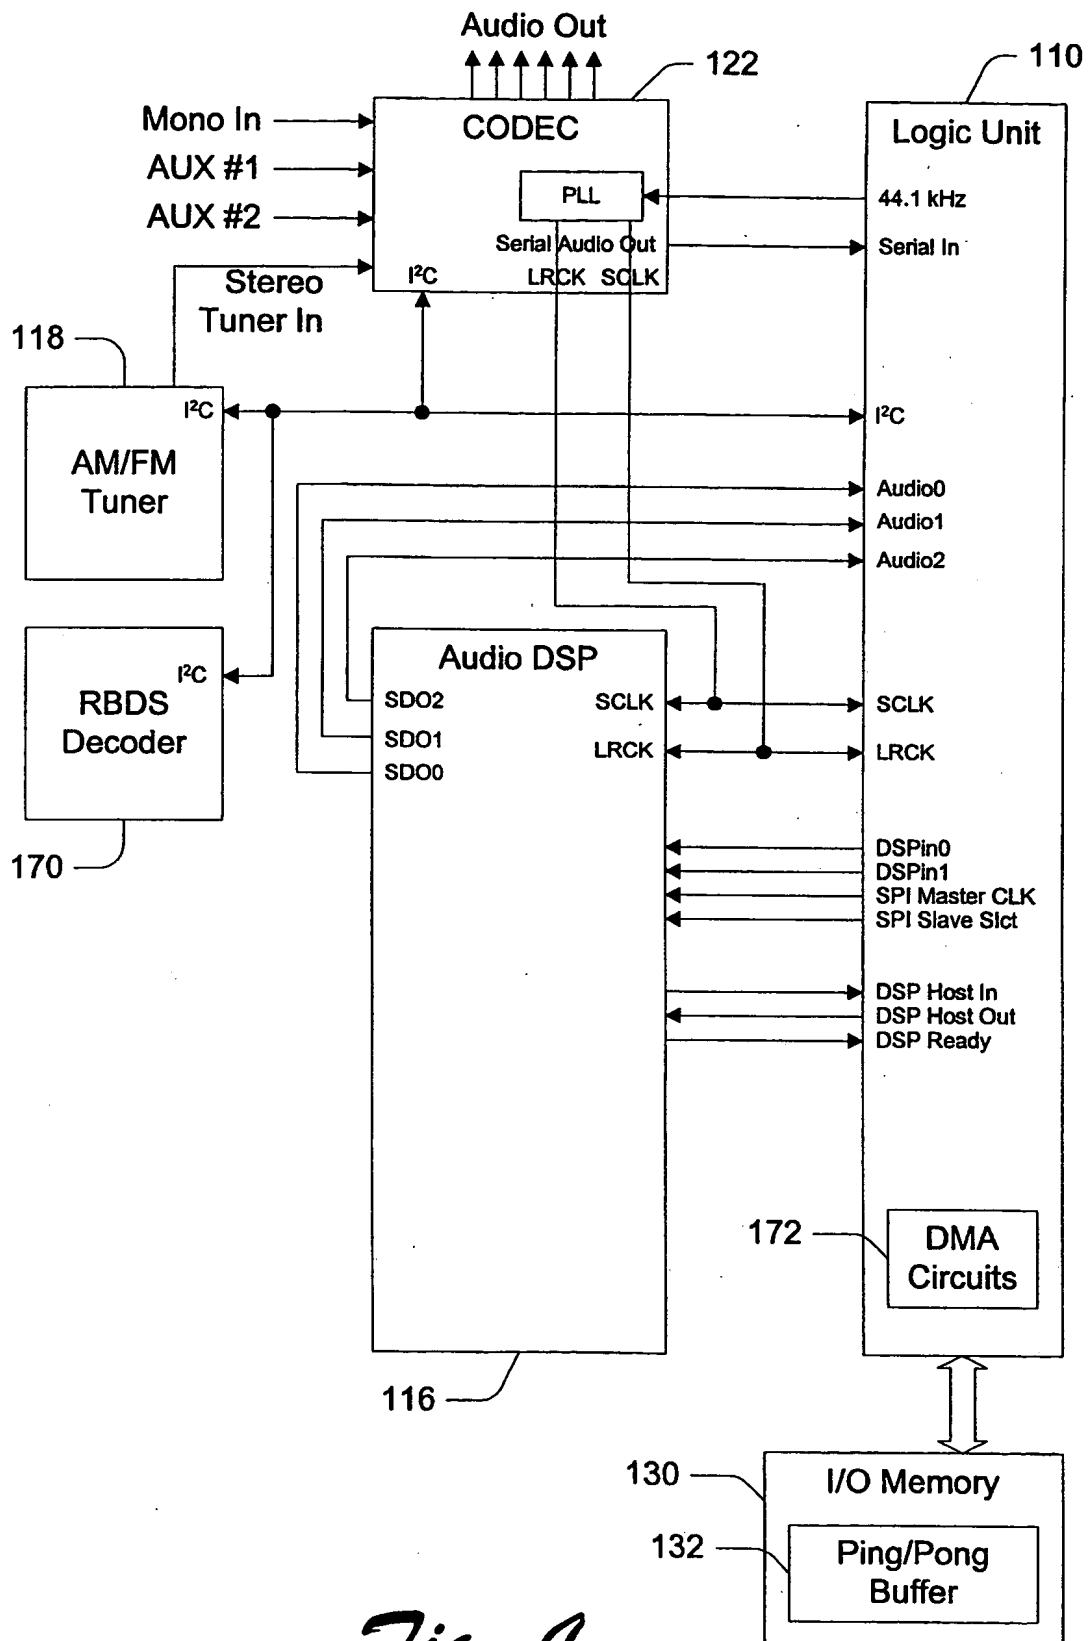 Audio Out
122
110
CODEC
Logic Unit
Mono In
AUX #1
AUX #2
PLL
44.1 kHz
Serial Audio Out
Serial In
I²C
LRCK
SCLK
Stereo
Tuner In
118
I²C
I²C
AM/FM
Tuner
Audio0
Audio1
Audio2
Audio DSP
I²C
RBDS
Decoder
SDO2
SDO1
SDO0
SCLK
LRCK
SCLK
LRCK
170
DSPin0
DSPin1
SPI Master CLK
SPI Slave Slct
DSP Host In
DSP Host Out
DSP Ready
172
DMA
Circuits
116
130
I/O Memory
132
Ping/Pong
Buffer